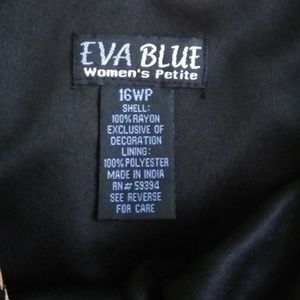 EVA BLUE
Women's Petite
16WP
SHELL:
100% RAYON
EXCLUSIVE OF
DECORATION
LINING:
100% POLYESTER
MADE IN INDIA
RN# 59394
SEE REVERSE
FOR CARE